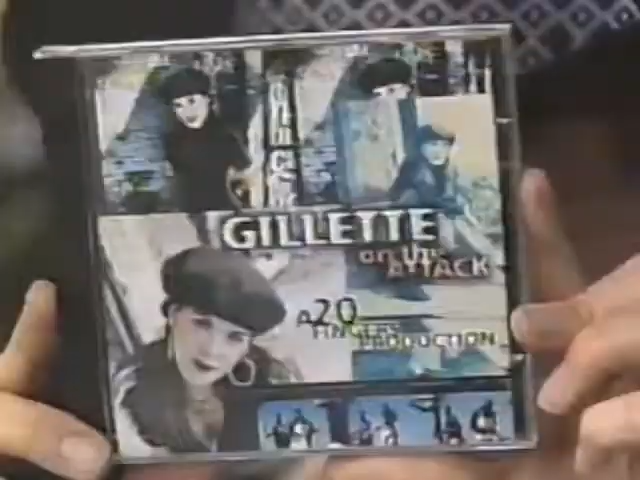 GILLETTE
on the
ATTACK
A 20
FINGERS
PRODUCTION